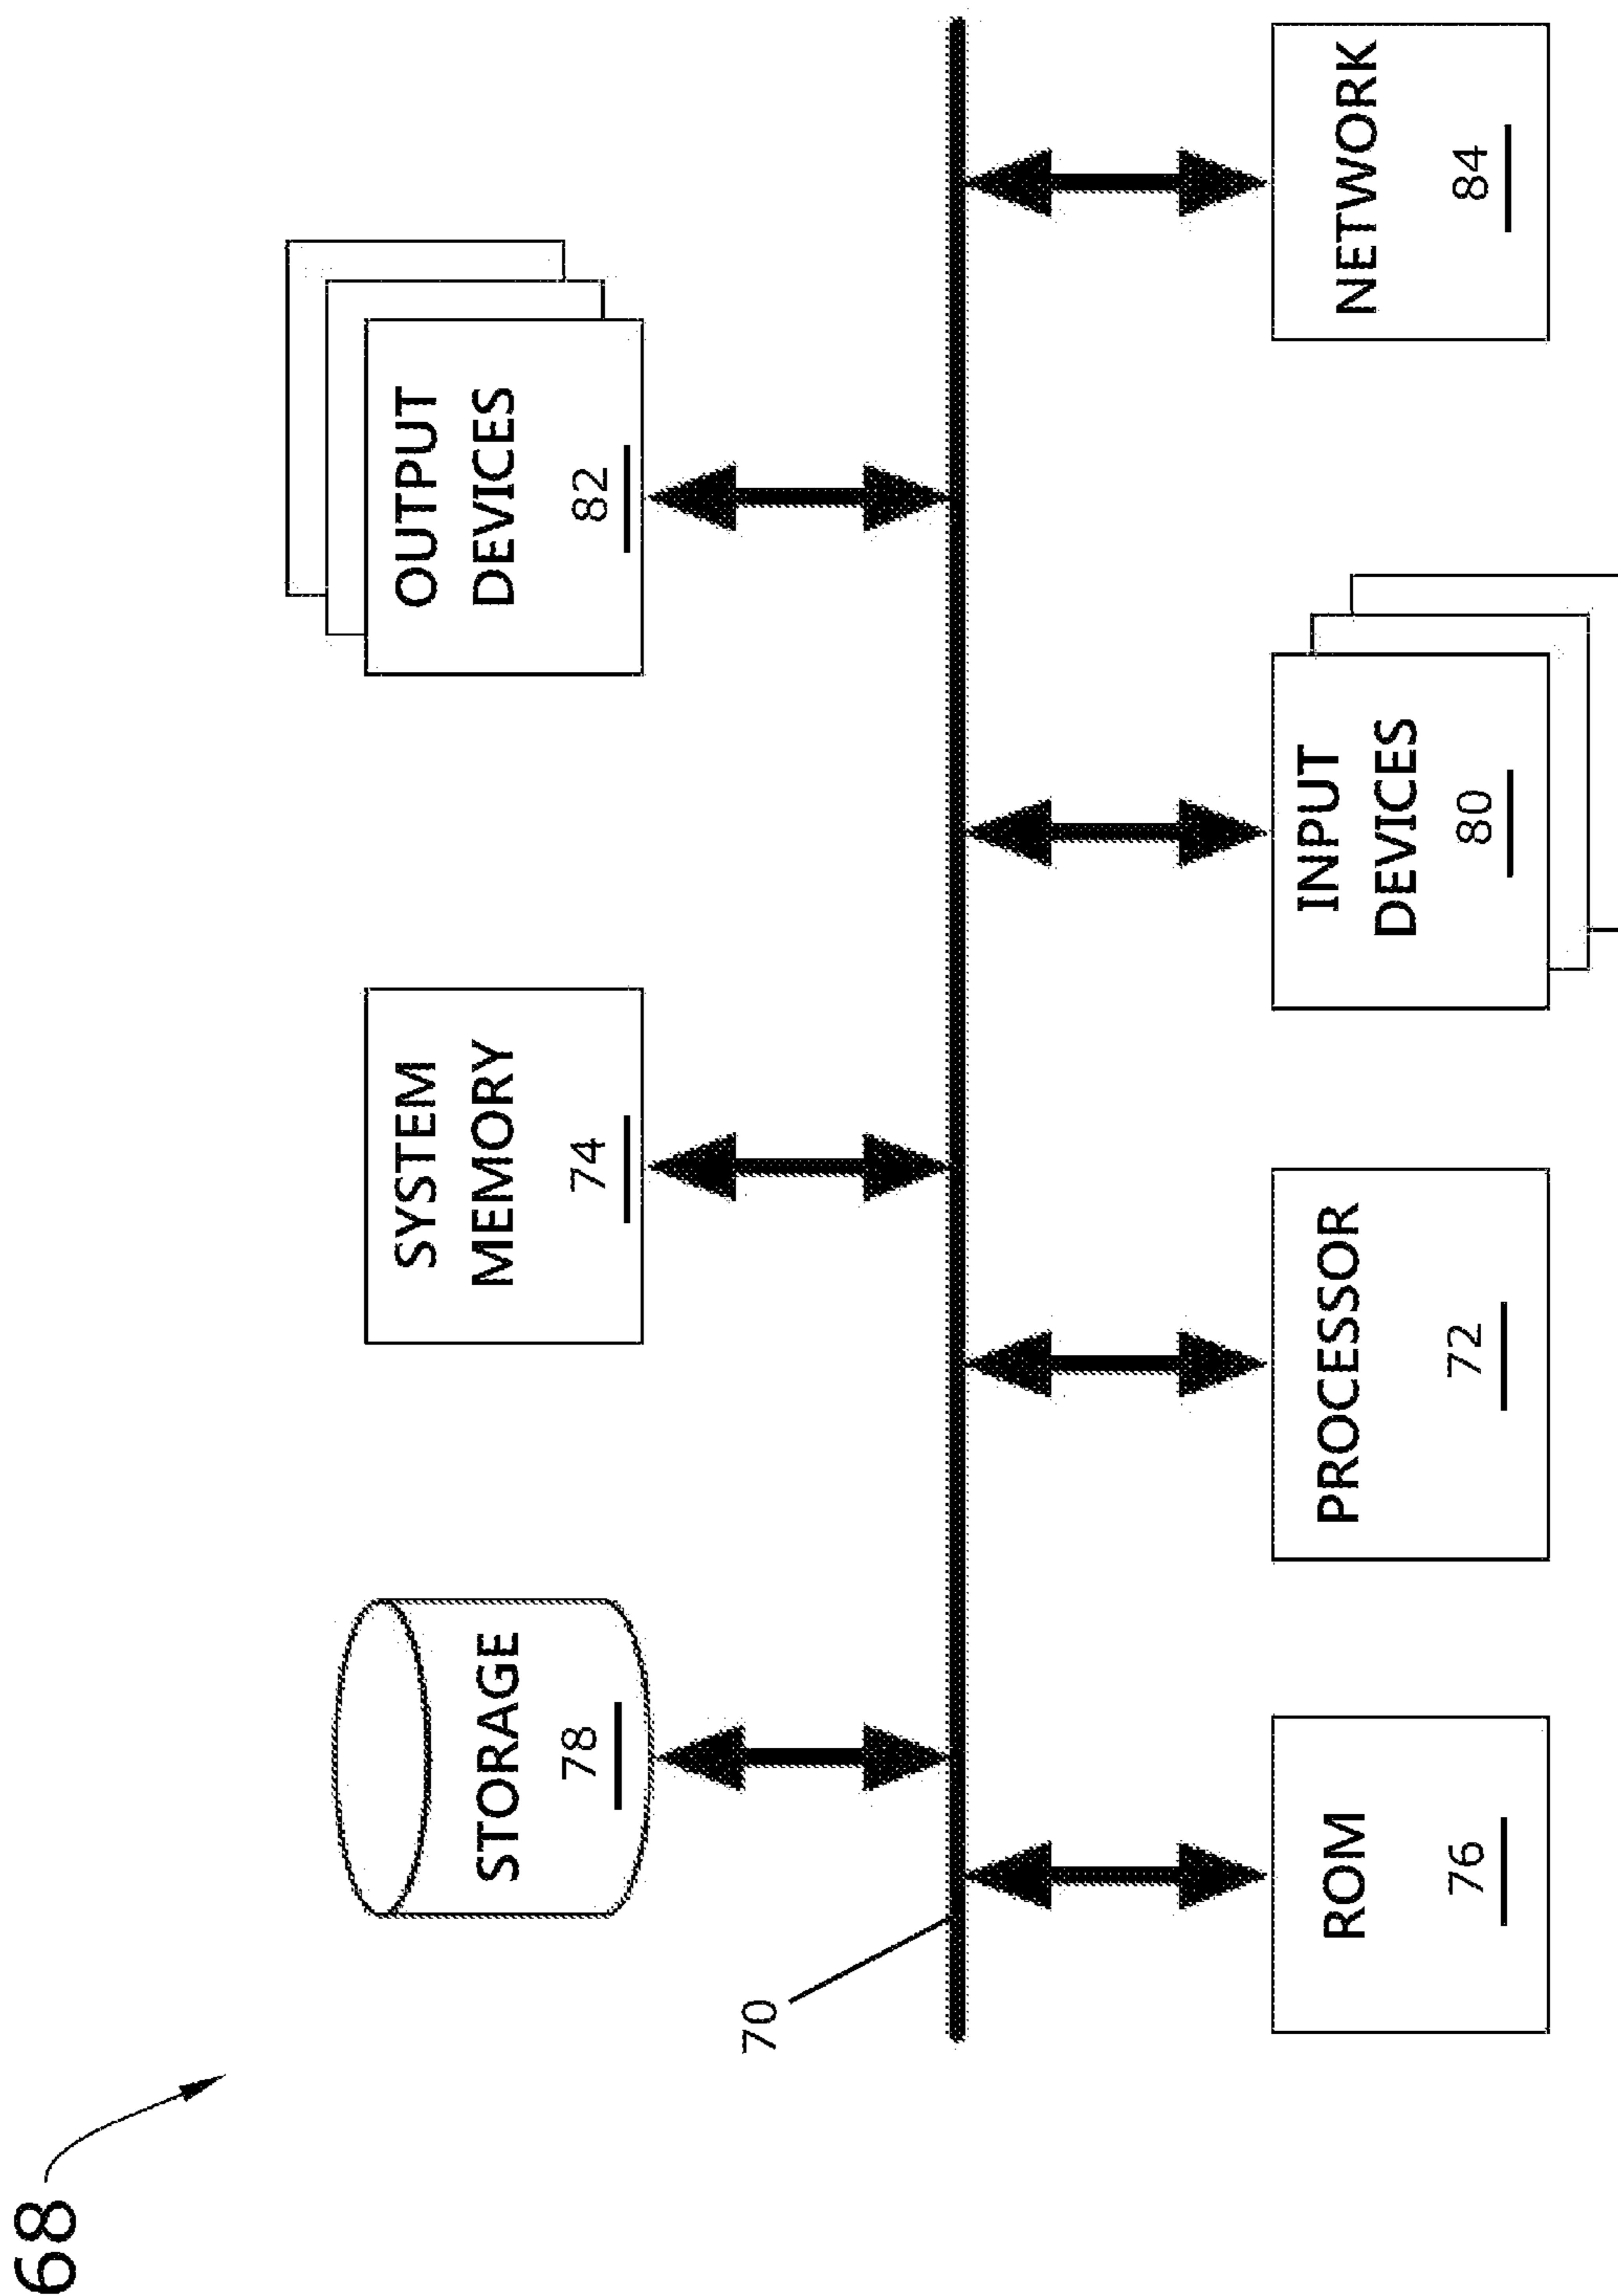 68
STORAGE
78
SYSTEM
MEMORY
74
OUTPUT
DEVICES
82
70
ROM
76
PROCESSOR
72
INPUT
DEVICES
80
NETWORK
84